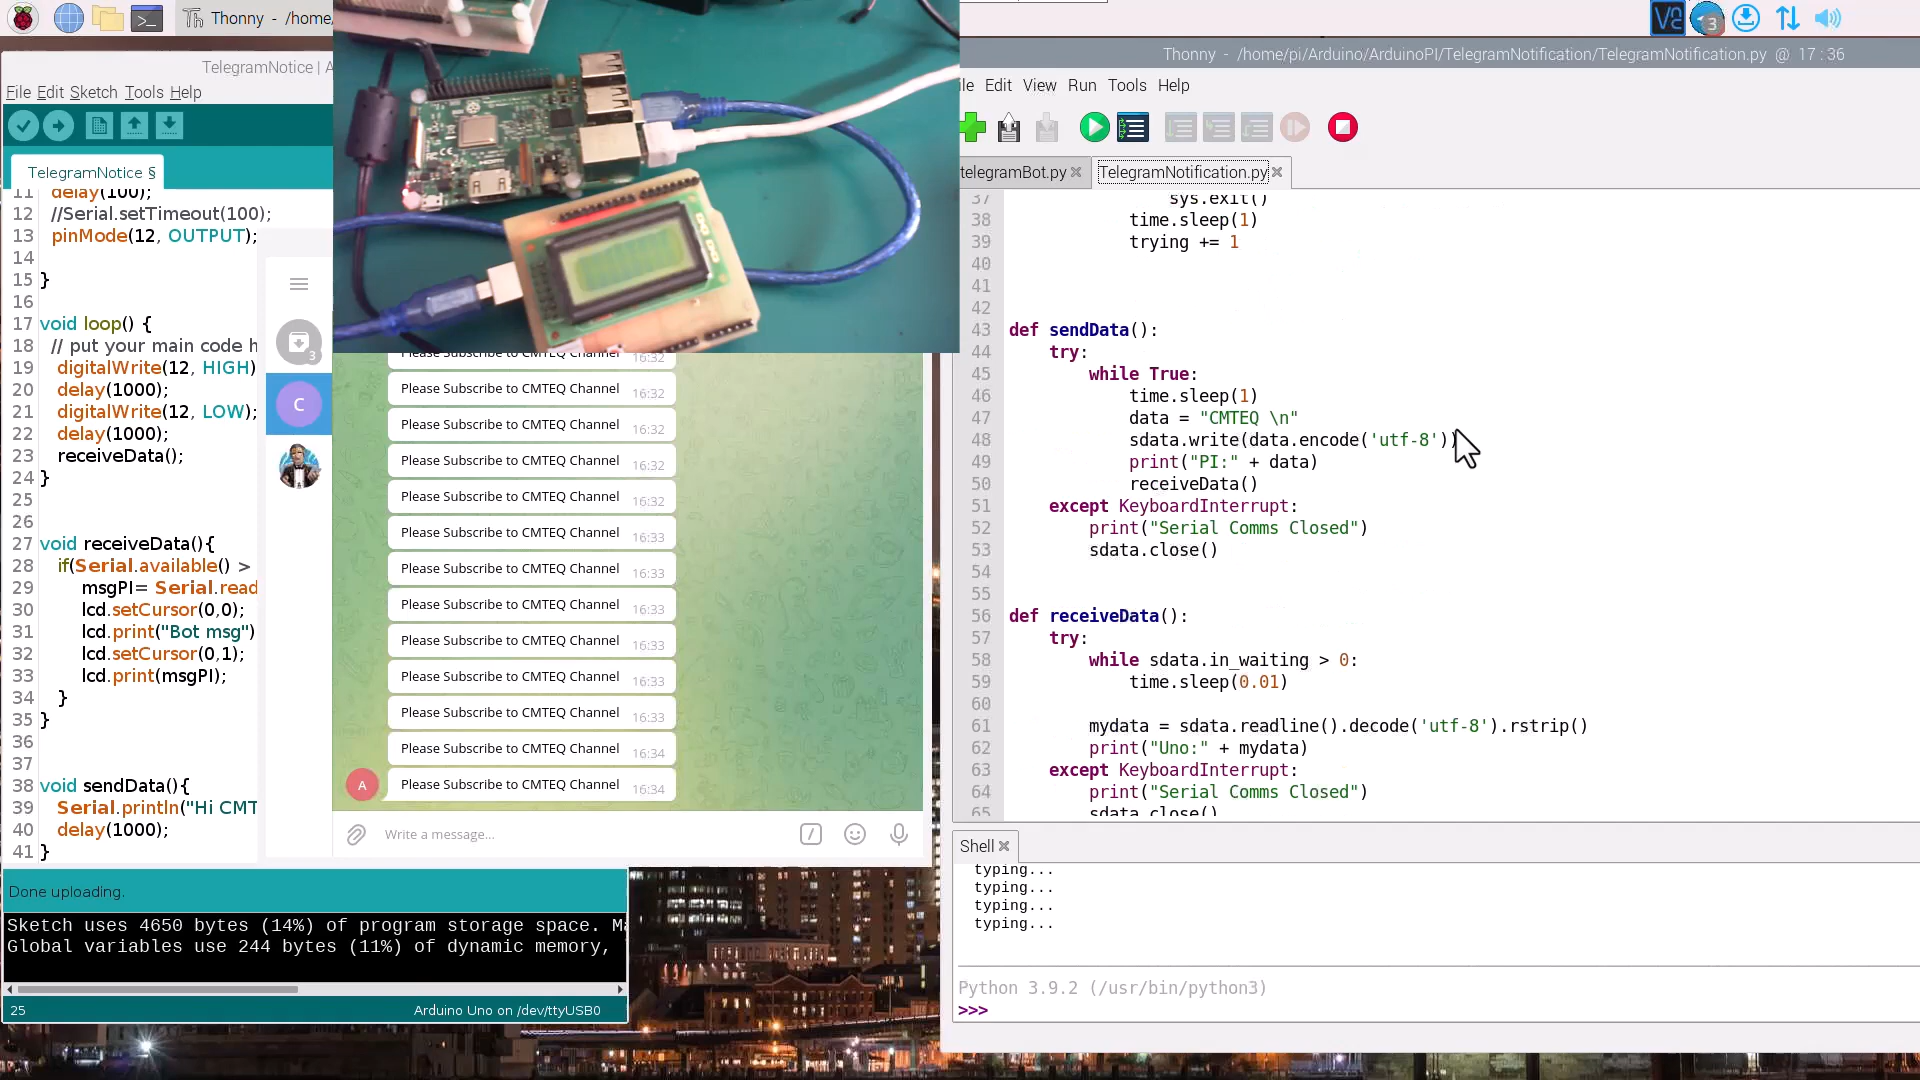 Thonny - /home/
3
TelegramNotice | A
File Edit Sketch Tools Help
TelegramNotice §
11 delay(100);
12 //Serial.setTimeout(100);
13 pinMode(12, OUTPUT);
14
15 }
16
17 void loop() {
18 // put your main code h
19 digitalWrite(12, HIGH)
20 delay(1000);
21 digitalWrite(12, LOW);
22 delay(1000);
23 receiveData();
24 }
25
26
27 void receiveData(){
28 if(Serial.available() >
29 msgPI= Serial.read
30 lcd.setCursor(0,0);
31 lcd.print("Bot msg")
32 lcd.setCursor(0,1);
33 lcd.print(msgPI);
34 }
35 }
36
37
38 void sendData(){
39 Serial.println("Hi CMT
40 delay(1000);
41 }
Done uploading.
Sketch uses 4650 bytes (14%) of program storage space. Ma
Global variables use 244 bytes (11%) of dynamic memory,
25
Arduino Uno on /dev/ttyUSB0
3
C
Please Subscribe to CMTEQ Channel 16:32
Please Subscribe to CMTEQ Channel 16:32
Please Subscribe to CMTEQ Channel 16:32
Please Subscribe to CMTEQ Channel 16:32
Please Subscribe to CMTEQ Channel 16:32
Please Subscribe to CMTEQ Channel 16:33
Please Subscribe to CMTEQ Channel 16:33
Please Subscribe to CMTEQ Channel 16:33
Please Subscribe to CMTEQ Channel 16:33
Please Subscribe to CMTEQ Channel 16:33
Please Subscribe to CMTEQ Channel 16:33
Please Subscribe to CMTEQ Channel 16:34
A
Please Subscribe to CMTEQ Channel 16:34
Write a message...
Thonny - /home/pi/Arduino/ArduinoPI/TelegramNotification/TelegramNotification.py @ 17 : 36
ile Edit View Run Tools Help
telegramBot.py
TelegramNotification.py
37 sys.exit()
38 time.sleep(1)
39 trying += 1
40
41
42
43 def sendData():
44 try:
45 while True:
46 time.sleep(1)
47 data = "CMTEQ \n"
48 sdata.write(data.encode('utf-8'))
49 print("PI:" + data)
50 receiveData()
51 except KeyboardInterrupt:
52 print("Serial Comms Closed")
53 sdata.close()
54
55
56 def receiveData():
57 try:
58 while sdata.in_waiting > 0:
59 time.sleep(0.01)
60
61 mydata = sdata.readline().decode('utf-8').rstrip()
62 print("Uno:" + mydata)
63 except KeyboardInterrupt:
64 print("Serial Comms Closed")
65 sdata.close()
Shell
typing...
typing...
typing...
typing...
Python 3.9.2 (/usr/bin/python3)
>>>